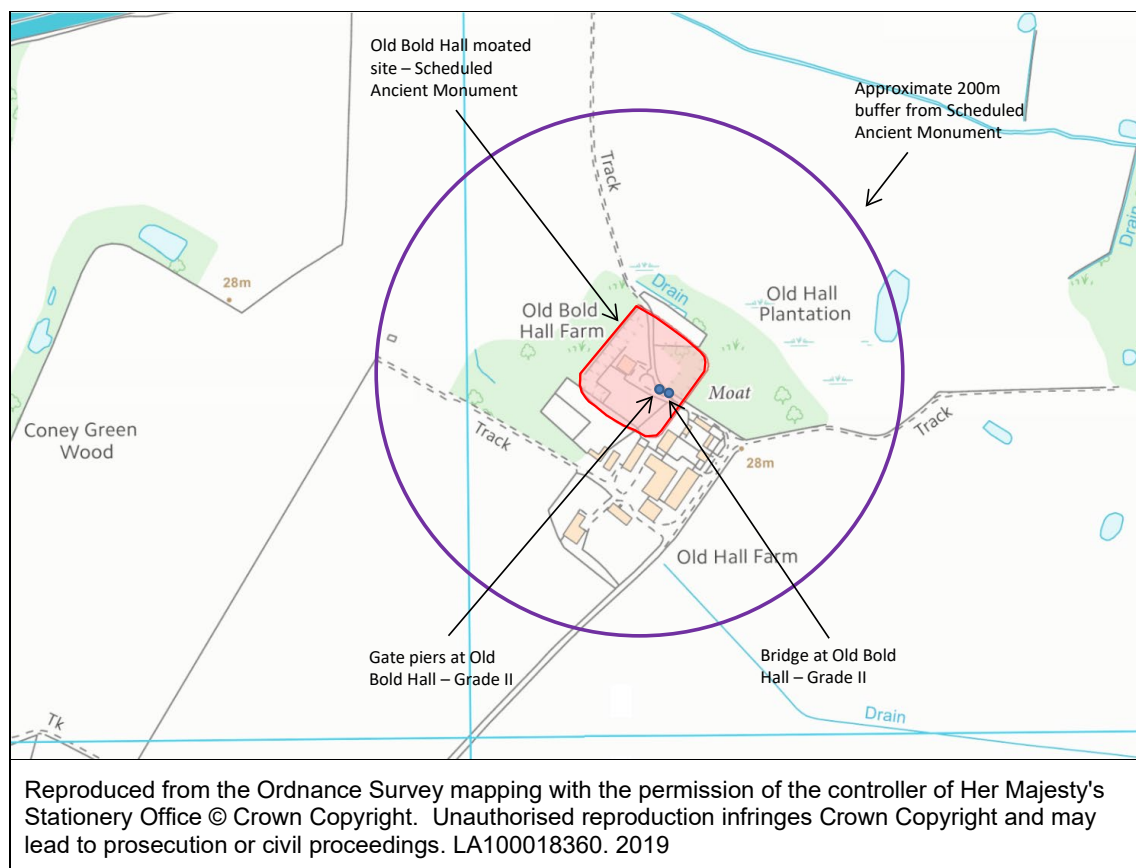 Old Bold Hall moated
site – Scheduled
Ancient Monument
Approximate 200m
buffer from Scheduled
Ancient Monument
Track
Drain
28m
Old Bold
Hall Farm
Drain
Old Hall
Plantation
Moat
Coney Green
Wood
Track
Track
28m
Old Hall Farm
Gate piers at Old
Bold Hall – Grade II
Bridge at Old Bold
Hall – Grade II
Tk
Drain
Reproduced from the Ordnance Survey mapping with the permission of the controller of Her Majesty's
Stationery Office © Crown Copyright.  Unauthorised reproduction infringes Crown Copyright and may
lead to prosecution or civil proceedings. LA100018360. 2019